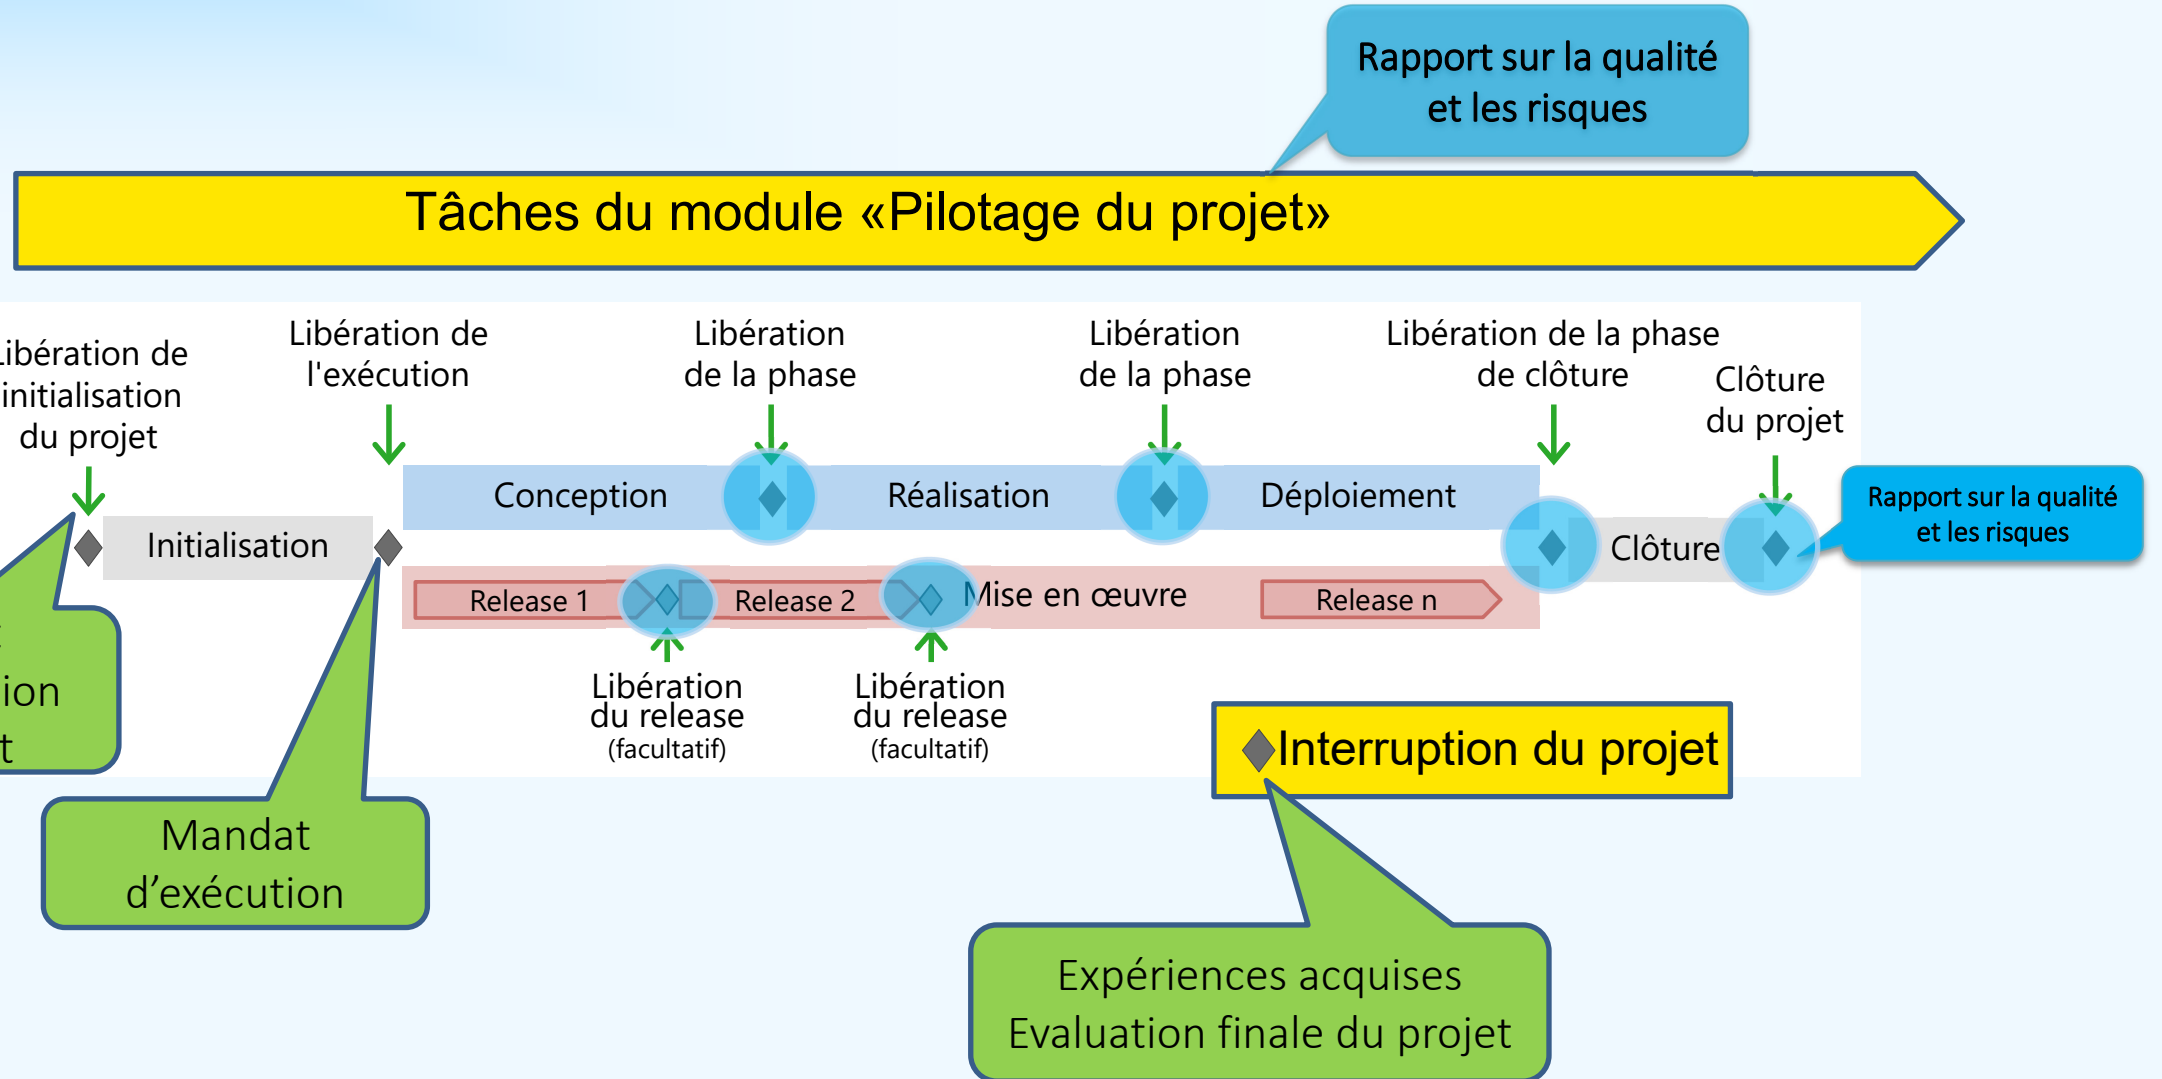 Rapport sur la qualité
et les risques
Tâches du module «Pilotage du projet»
Libération de
initialisation
du projet
Libération de
l'exécution
Libération
de la phase
Libération
de la phase
Libération de la phase
de clôture
Clôture
du projet
Conception
Réalisation
Déploiement
Rapport sur la qualité
et les risques
Initialisation
Clôture
Release 1
Release 2
Mise en œuvre
Release n
Libération
du release
(facultatif)
Libération
du release
(facultatif)
Interruption du projet
Mandat
d’exécution
Expériences acquises
Evaluation finale du projet